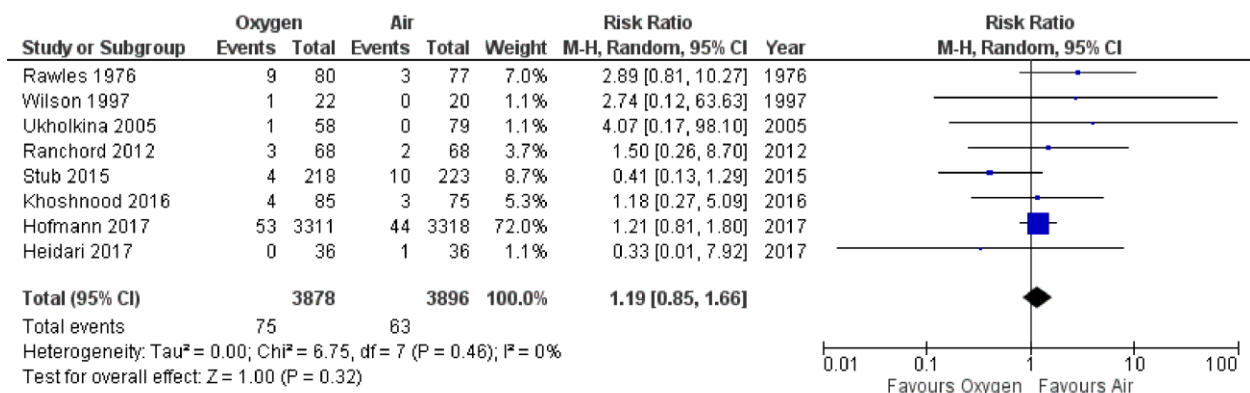 Oxygen Air Risk Ratio Risk Ratio
Study or Subgroup Events Total Events Total Weight M-H, Random, 95% CI Year M-H, Random, 95% CI
Rawles 1976 9 80 3 77 7.0% 2.89 [0.81, 10.27] 1976
Wilson 1997 1 22 0 20 1.1% 2.74 [0.12, 63.63] 1997
Ukholkina 2005 1 58 0 79 1.1% 4.07 [0.17, 98.10] 2005
Ranchord 2012 3 68 2 68 3.7% 1.50 [0.26, 8.70] 2012
Stub 2015 4 218 10 223 8.7% 0.41 [0.13, 1.29] 2015
Khoshnood 2016 4 85 3 75 5.3% 1.18 [0.27, 5.09] 2016
Hofmann 2017 53 3311 44 3318 72.0% 1.21 [0.81, 1.80] 2017
Heidari 2017 0 36 1 36 1.1% 0.33 [0.01, 7.92] 2017
Total (95% CI) 3878 3896 100.0% 1.19 [0.85, 1.66]
Total events 75 63
Heterogeneity: Tau² = 0.00; Chi² = 6.75, df = 7 (P = 0.46); I² = 0%
Test for overall effect: Z = 1.00 (P = 0.32)
0.01 0.1 1 10 100
Favours Oxygen Favours Air